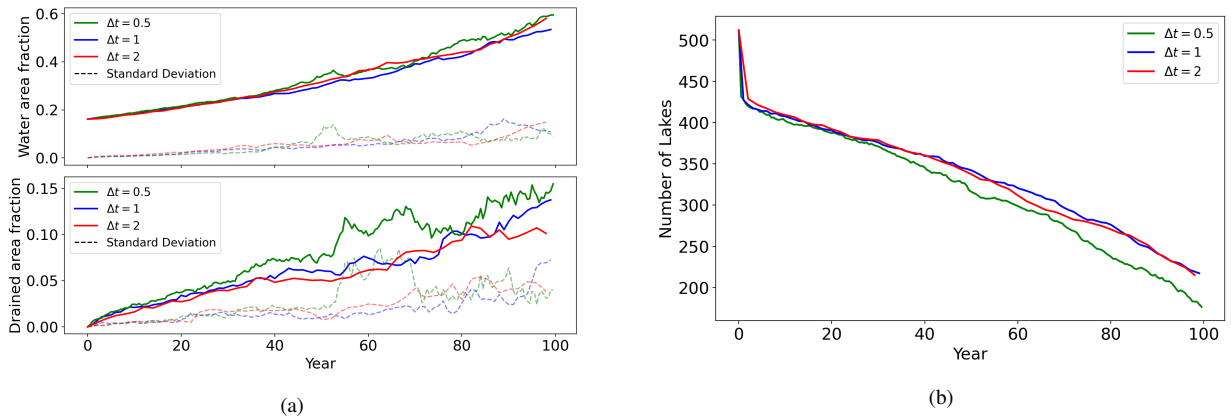 0.6
0.4
0.2
0.0
Water area fraction
Δt = 0.5
Δt = 1
Δt = 2
Standard Deviation
0.15
0.10
0.05
0.00
Drained area fraction
Δt = 0.5
Δt = 1
Δt = 2
Standard Deviation
0 20 40 60 80 100
Year
(a)
500
450
400
350
300
250
200
Number of Lakes
Δt = 0.5
Δt = 1
Δt = 2
0 20 40 60 80 100
Year
(b)